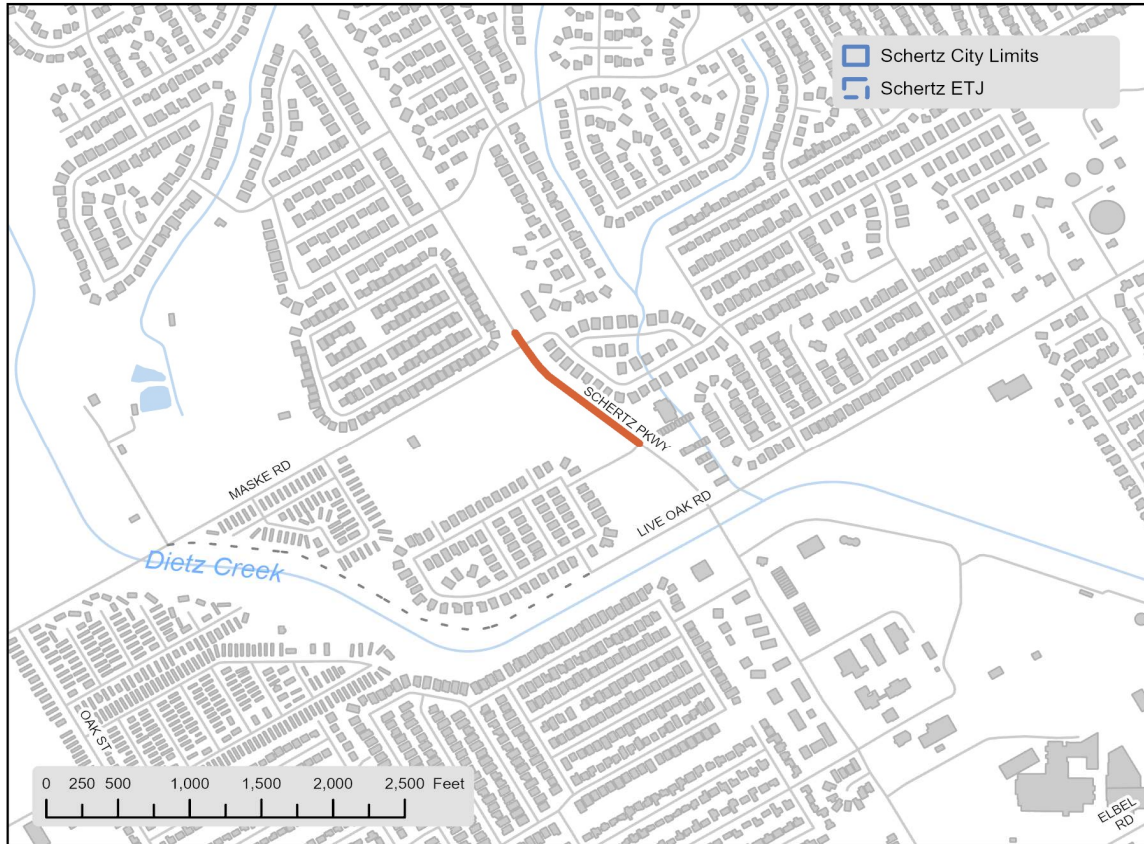 Schertz City Limits
Schertz ETJ
SCHERTZ PKWY
MASKE RD
LIVE OAK RD
Dietz Creek
OAK ST
0 250 500 1,000 1,500 2,000 2,500 Feet
ELBEL
RD